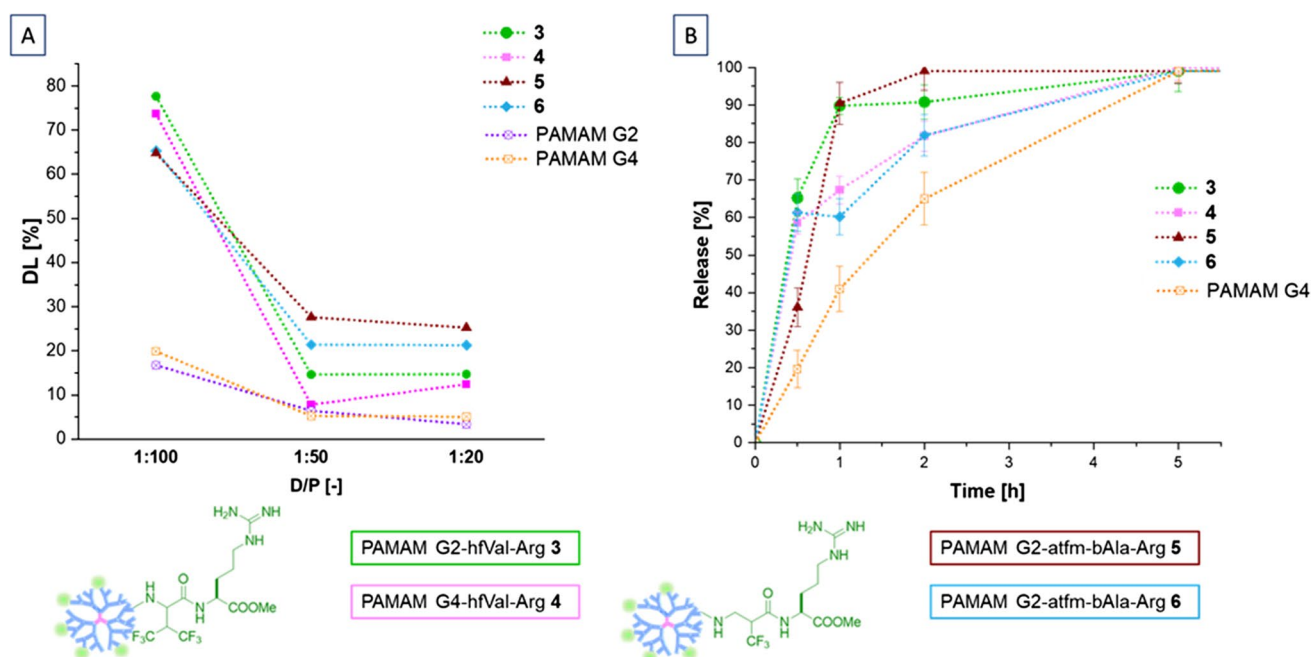 A
3
4
5
6
PAMAM G2
PAMAM G4
DL [%]
80
70
60
50
40
30
20
10
0
1:100 1:50 1:20
D/P [-]
B
100
90
80
70
60
50
40
30
20
10
0
Release [%]
0 1 2 3 4 5
Time [h]
3
4
5
6
PAMAM G4
H₂N NH
NH
H
N
O
N
H
COOMe
CF₃ CF₃
PAMAM G2-hfVal-Arg 3
PAMAM G4-hfVal-Arg 4
H₂N NH
NH
O
N
H
N
H
COOMe
CF₃
PAMAM G2-atfm-bAla-Arg 5
PAMAM G2-atfm-bAla-Arg 6